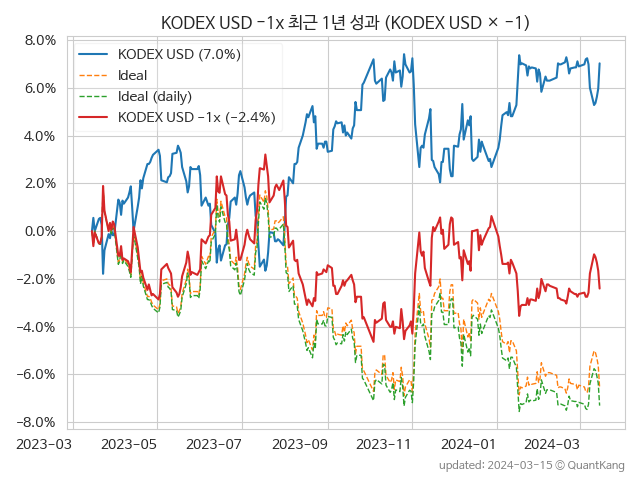 KODEX USD −1x 최근 1년 성과 (KODEX USD × −1)
8.0%
6.0%
4.0%
2.0%
0.0%
−2.0%
−4.0%
−6.0%
−8.0%
KODEX USD (7.0%)
Ideal
Ideal (daily)
KODEX USD −1x (−2.4%)
2023−03
2023−05
2023−07
2023−09
2023−11
2024−01
2024−03
updated: 2024−03−15 ⓒ QuantKang